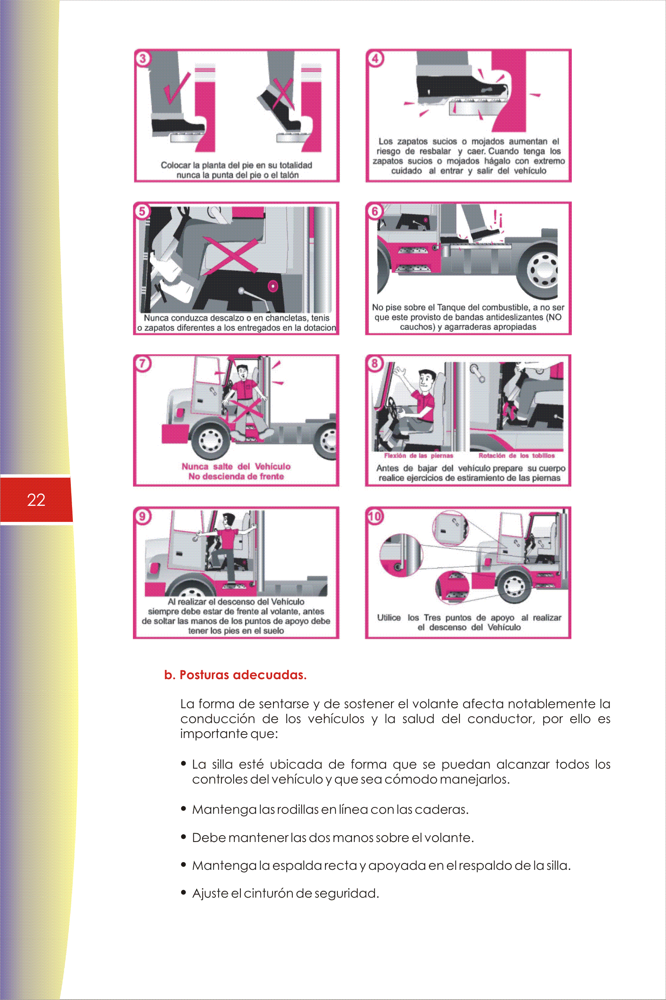 3
Colocar la planta del pie en su totalidad
nunca la punta del pie o el talón
4
Los zapatos sucios o mojados aumentan el
riesgo de resbalar y caer. Cuando tenga los
zapatos sucios o mojados hágalo con extremo
cuidado al entrar y salir del vehículo
5
Nunca conduzca descalzo o en chancletas, tenis
o zapatos diferentes a los entregados en la dotacion
6
!¡
No pise sobre el Tanque del combustible, a no ser
que este provisto de bandas antideslizantes (NO
cauchos) y agarraderas apropiadas
7
Nunca salte del Vehículo
No descienda de frente
8
Flexión de las piernas
Rotación de los tobillos
Antes de bajar del vehículo prepare su cuerpo
realice ejercicios de estiramiento de las piernas
22
9
Al realizar el descenso del Vehículo
siempre debe estar de frente al volante, antes
de soltar las manos de los puntos de apoyo debe
tener los pies en el suelo
10
Utilice los Tres puntos de apoyo al realizar
el descenso del Vehículo
b. Posturas adecuadas.
La forma de sentarse y de sostener el volante afecta notablemente la
conducción de los vehículos y la salud del conductor, por ello es
importante que:
• La silla esté ubicada de forma que se puedan alcanzar todos los
controles del vehículo y que sea cómodo manejarlos.
• Mantenga las rodillas en línea con las caderas.
• Debe mantener las dos manos sobre el volante.
• Mantenga la espalda recta y apoyada en el respaldo de la silla.
• Ajuste el cinturón de seguridad.